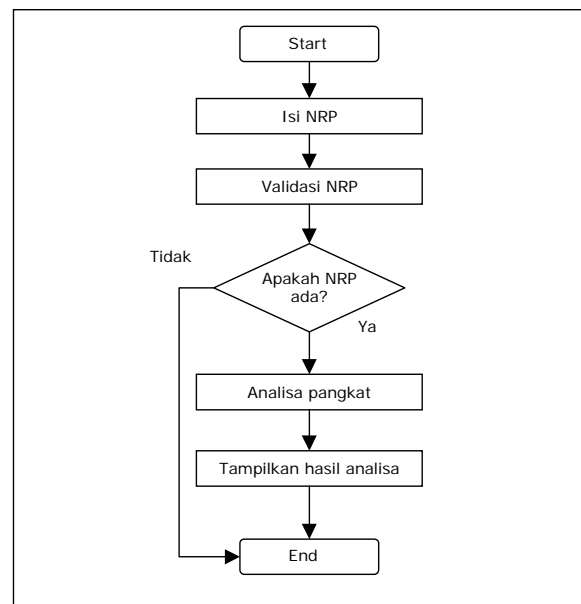 Start
Isi NRP
Validasi NRP
Tidak
Apakah NRP
ada?
Ya
Analisa pangkat
Tampilkan hasil analisa
End